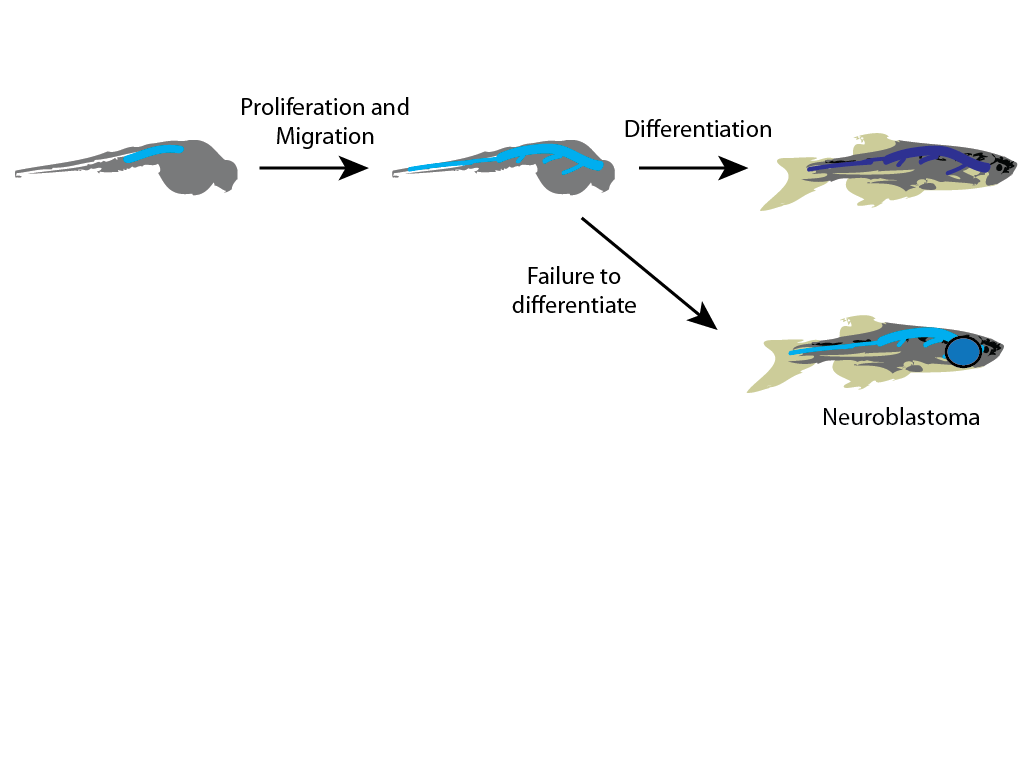 Proliferation and
Migration
Differentiation
Failure to
differentiate
Neuroblastoma